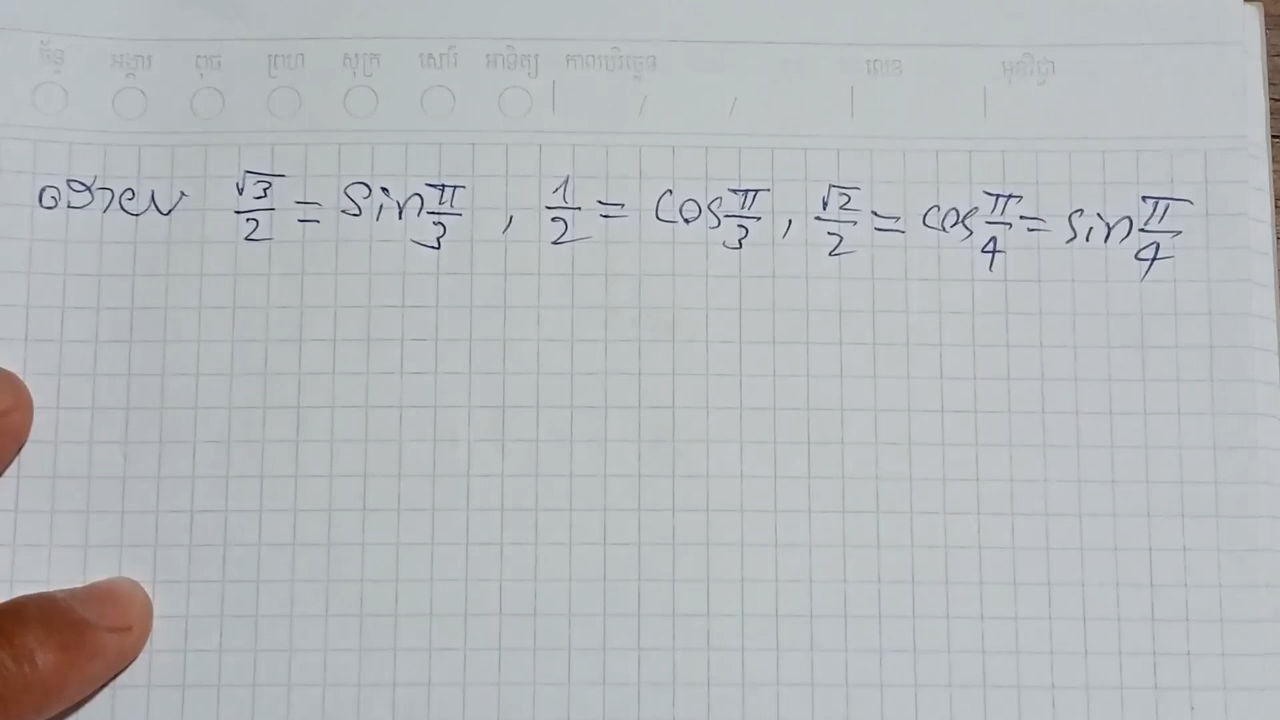 ច័ន្ទ អង្គារ ពុធ ព្រហ សុក្រ សៅរ៍ អាទិត្យ កាលបរិច្ឆេទ / / លេខ មុខវិជ្ជា
√3/2 = sin π/3 , 1/2 = cos π/3 , √2/2 = cos π/4 = sin π/4